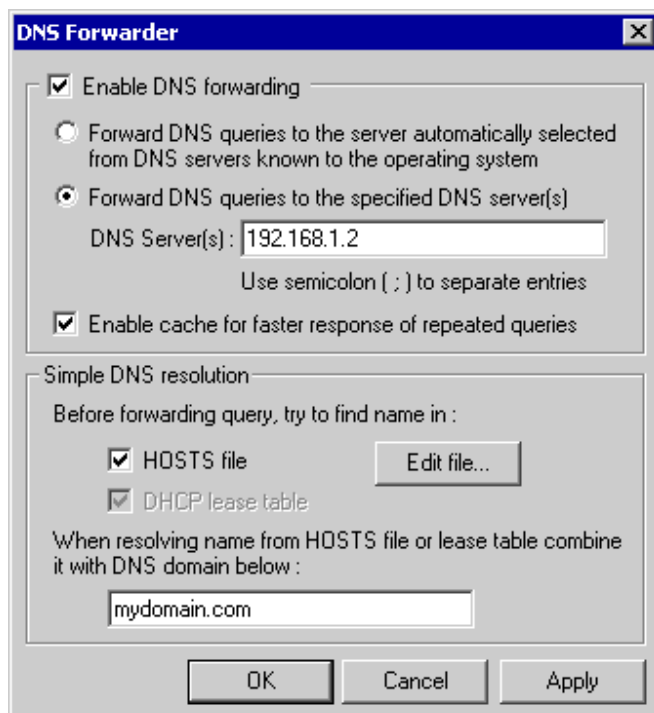 DNS Forwarder
Enable DNS forwarding
Forward DNS queries to the server automatically selected
from DNS servers known to the operating system
Forward DNS queries to the specified DNS server(s)
DNS Server(s) : 192.168.1.2
Use semicolon ( ; ) to separate entries
Enable cache for faster response of repeated queries
Simple DNS resolution
Before forwarding query, try to find name in :
HOSTS file Edit file...
DHCP lease table
When resolving name from HOSTS file or lease table combine
it with DNS domain below :
mydomain.com
OK Cancel Apply